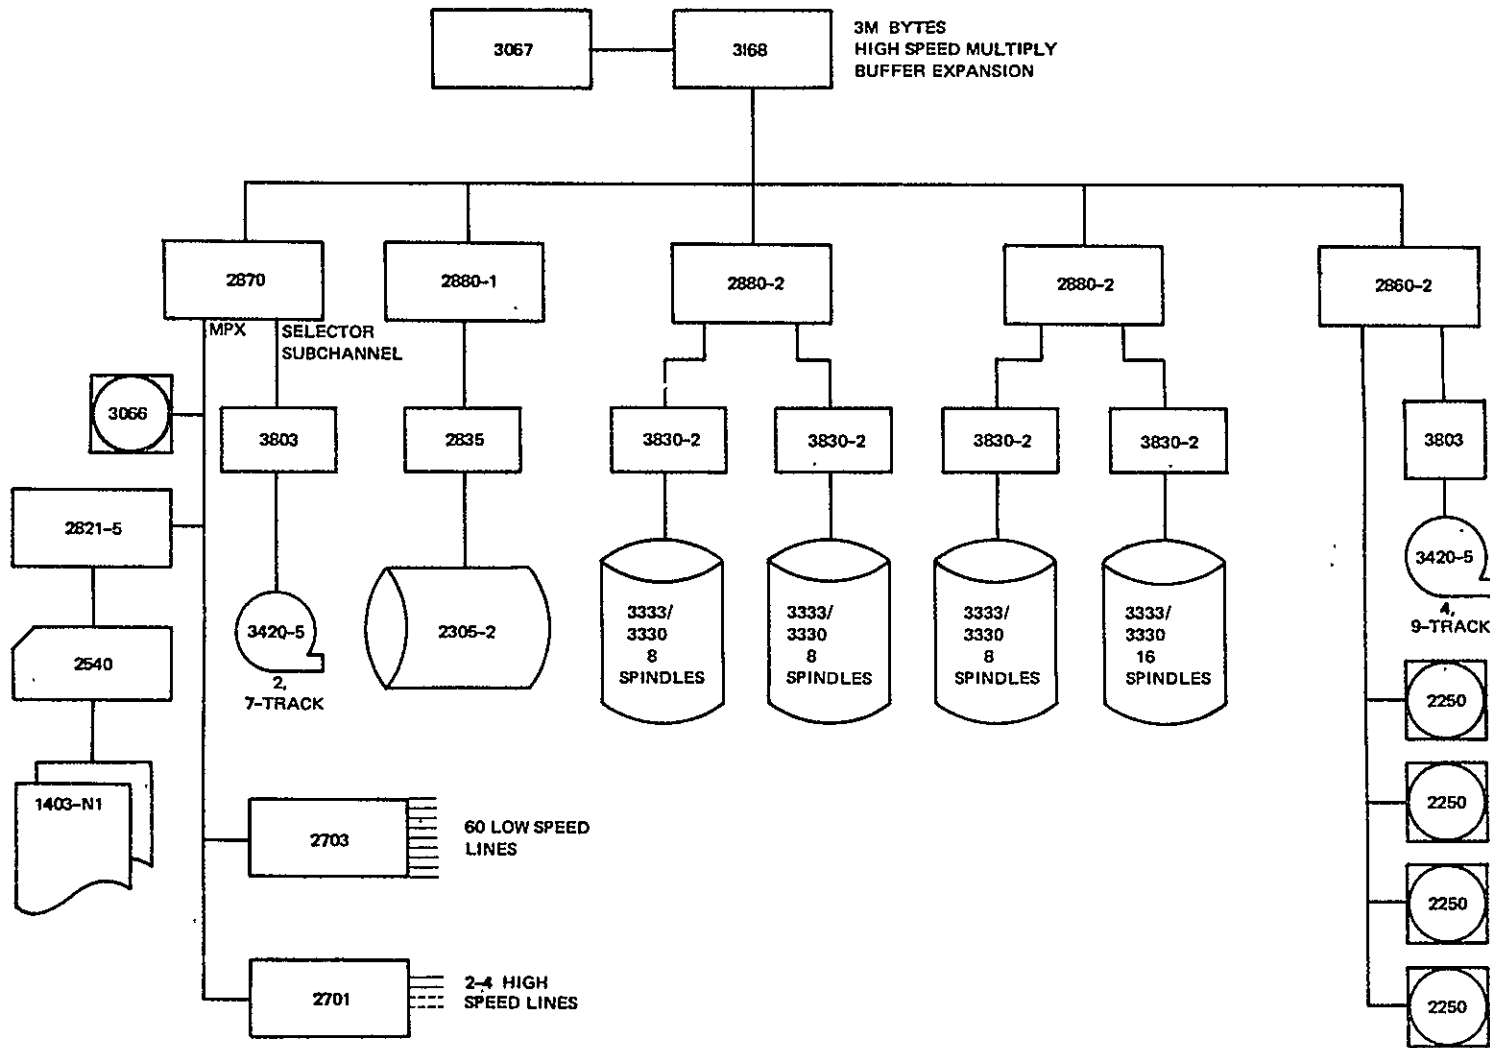 3067
3168
3M BYTES
HIGH SPEED MULTIPLY
BUFFER EXPANSION
2870
2880-1
2880-2
2880-2
2860-2
MPX
SELECTOR
SUBCHANNEL
3066
3803
2835
3830-2
3830-2
3830-2
3830-2
3803
2821-5
3420-5
4,
9-TRACK
2540
3420-5
2,
7-TRACK
2305-2
3333/
3330
8
SPINDLES
3333/
3330
8
SPINDLES
3333/
3330
8
SPINDLES
3333/
3330
16
SPINDLES
2250
2250
2250
2250
1403-N1
2703
60 LOW SPEED
LINES
2701
2-4 HIGH
SPEED LINES